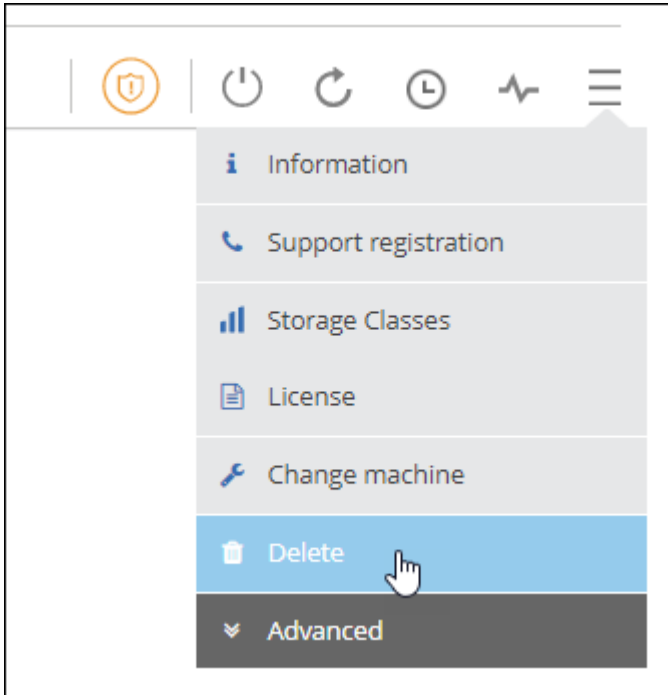 Information
Support registration
Storage Classes
License
Change machine
Delete
Advanced